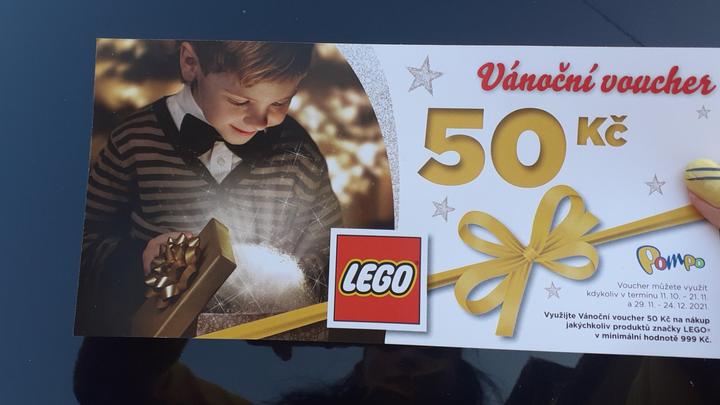 Vánoční voucher
50 Kč
LEGO
Pompo
Voucher můžete využít
kdykoliv v termínu 11. 10. - 21. 11.
a 29. 11. - 24. 12. 2021.
Využijte Vánoční voucher 50 Kč na nákup
jakýchkoliv produktů značky LEGO®
v minimální hodnotě 999 Kč.